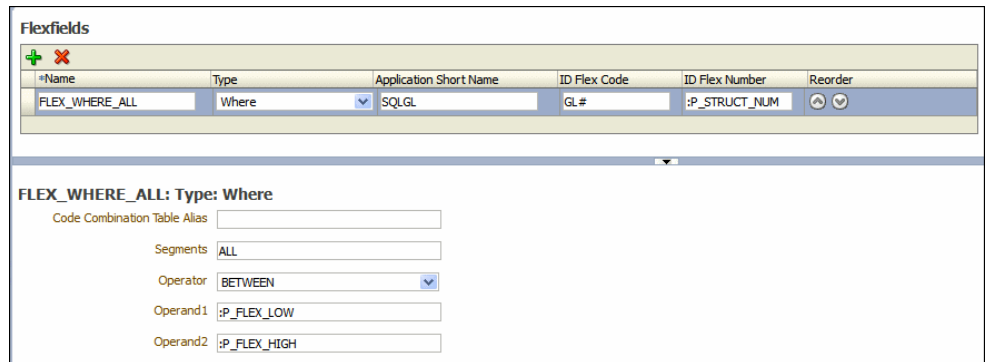 Flexfields
*Name Type Application Short Name ID Flex Code ID Flex Number Reorder
FLEX_WHERE_ALL Where SQLGL GL# :P_STRUCT_NUM
FLEX_WHERE_ALL: Type: Where
Code Combination Table Alias
Segments ALL
Operator BETWEEN
Operand1 :P_FLEX_LOW
Operand2 :P_FLEX_HIGH